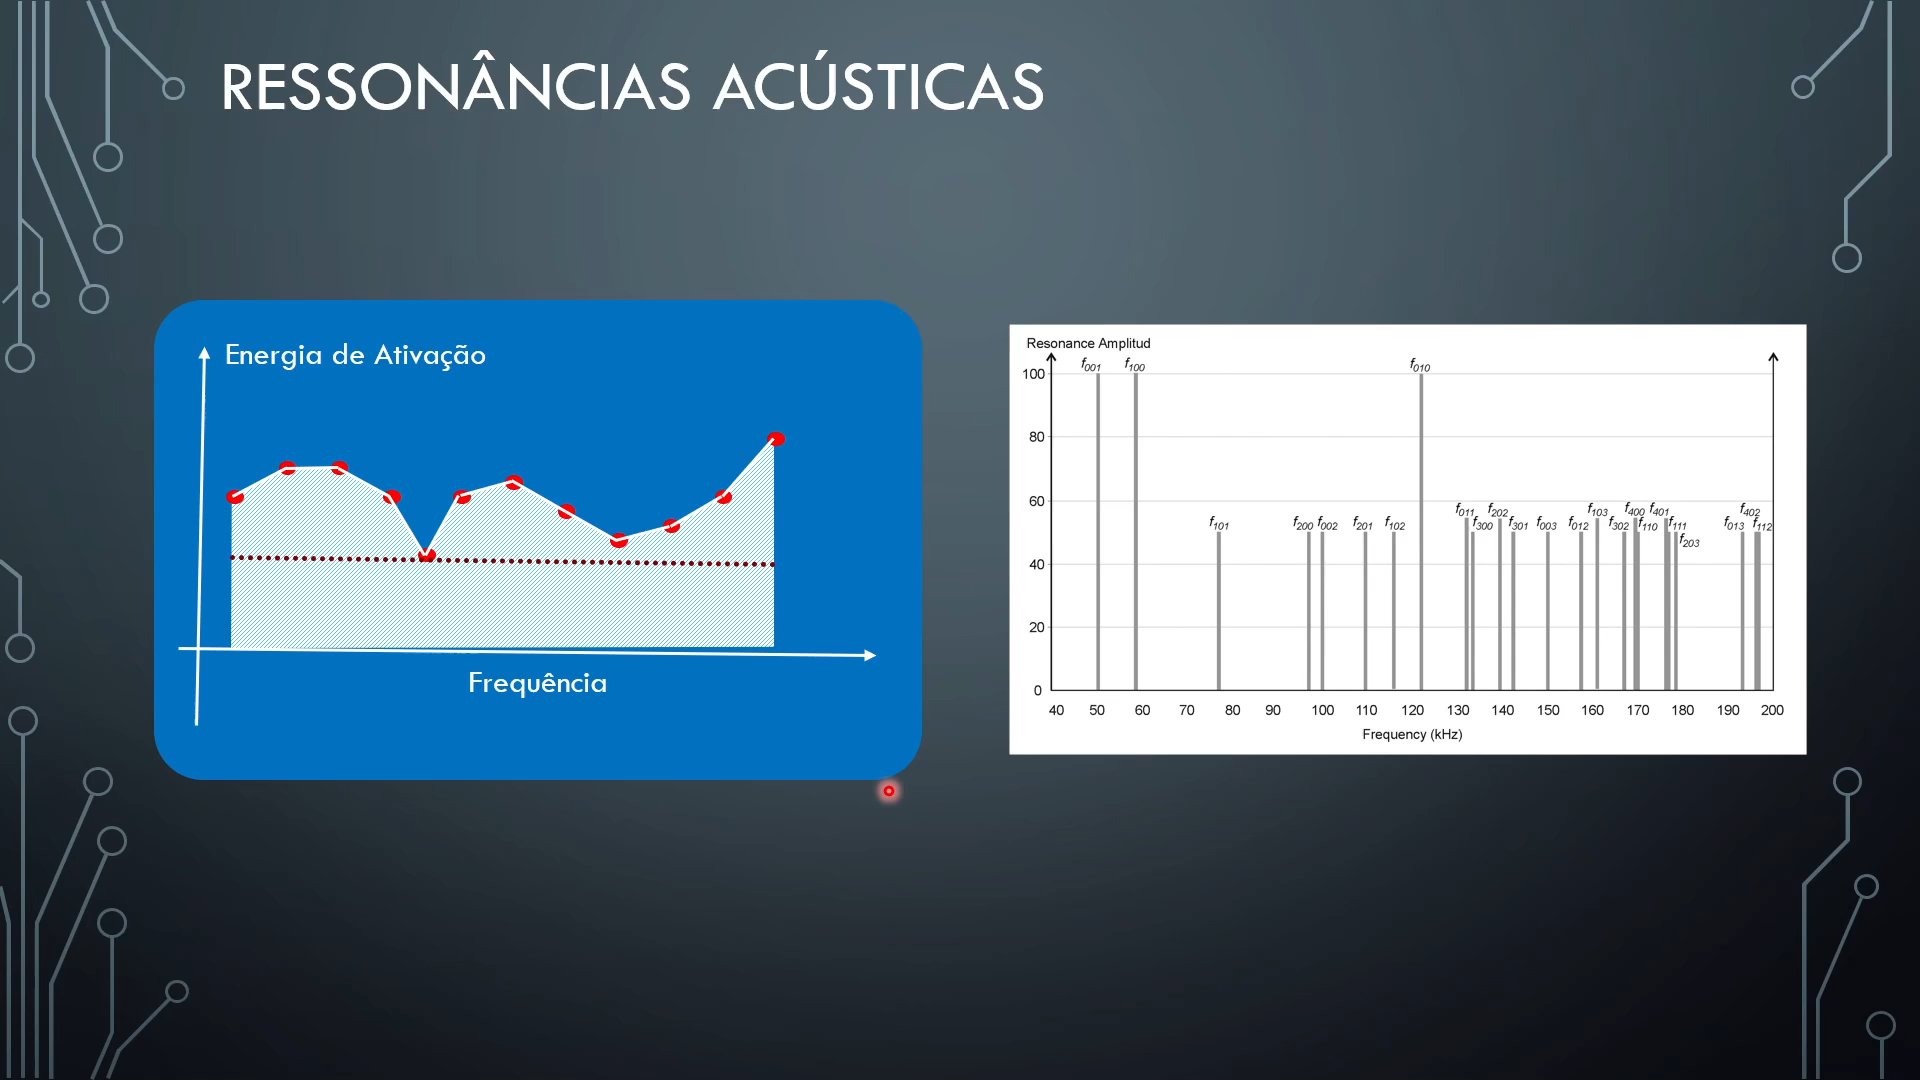 RESSONÂNCIAS ACÚSTICAS
Energia de Ativação
Frequência
Resonance Amplitud
f001 f100 f010
100
80
60
f101 f200 f002 f201 f102 f011 f300 f202 f301 f003 f012 f103 f302 f400 f110 f401 f111 f203 f013 f402 f112
40
20
0
40 50 60 70 80 90 100 110 120 130 140 150 160 170 180 190 200
Frequency (kHz)